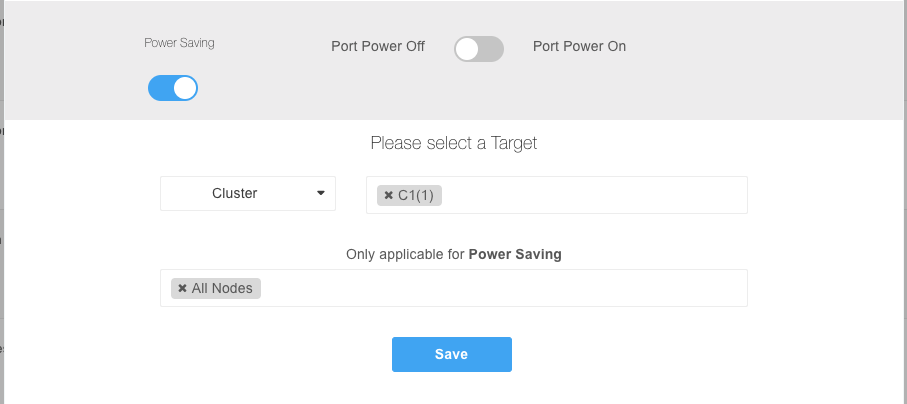 Power Saving
Port Power Off
Port Power On
Please select a Target
Cluster
✖ C1(1)
Only applicable for Power Saving
✖ All Nodes
Save